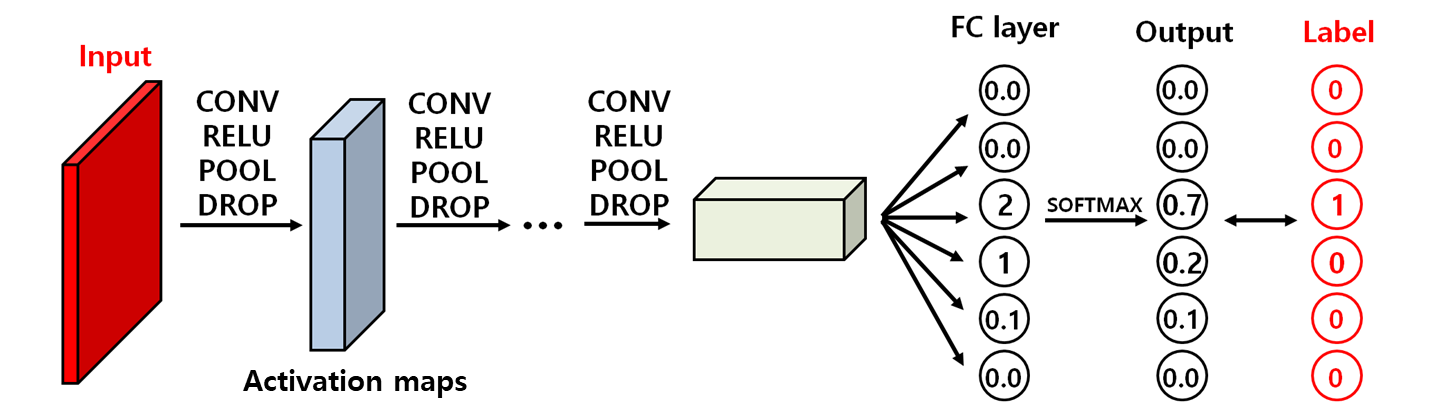 Input
CONV
RELU
POOL
DROP
Activation maps
CONV
RELU
POOL
DROP
...
CONV
RELU
POOL
DROP
FC layer
0.0
0.0
2
1
0.1
0.0
SOFTMAX
Output
0.0
0.0
0.7
0.2
0.1
0.0
Label
0
0
1
0
0
0